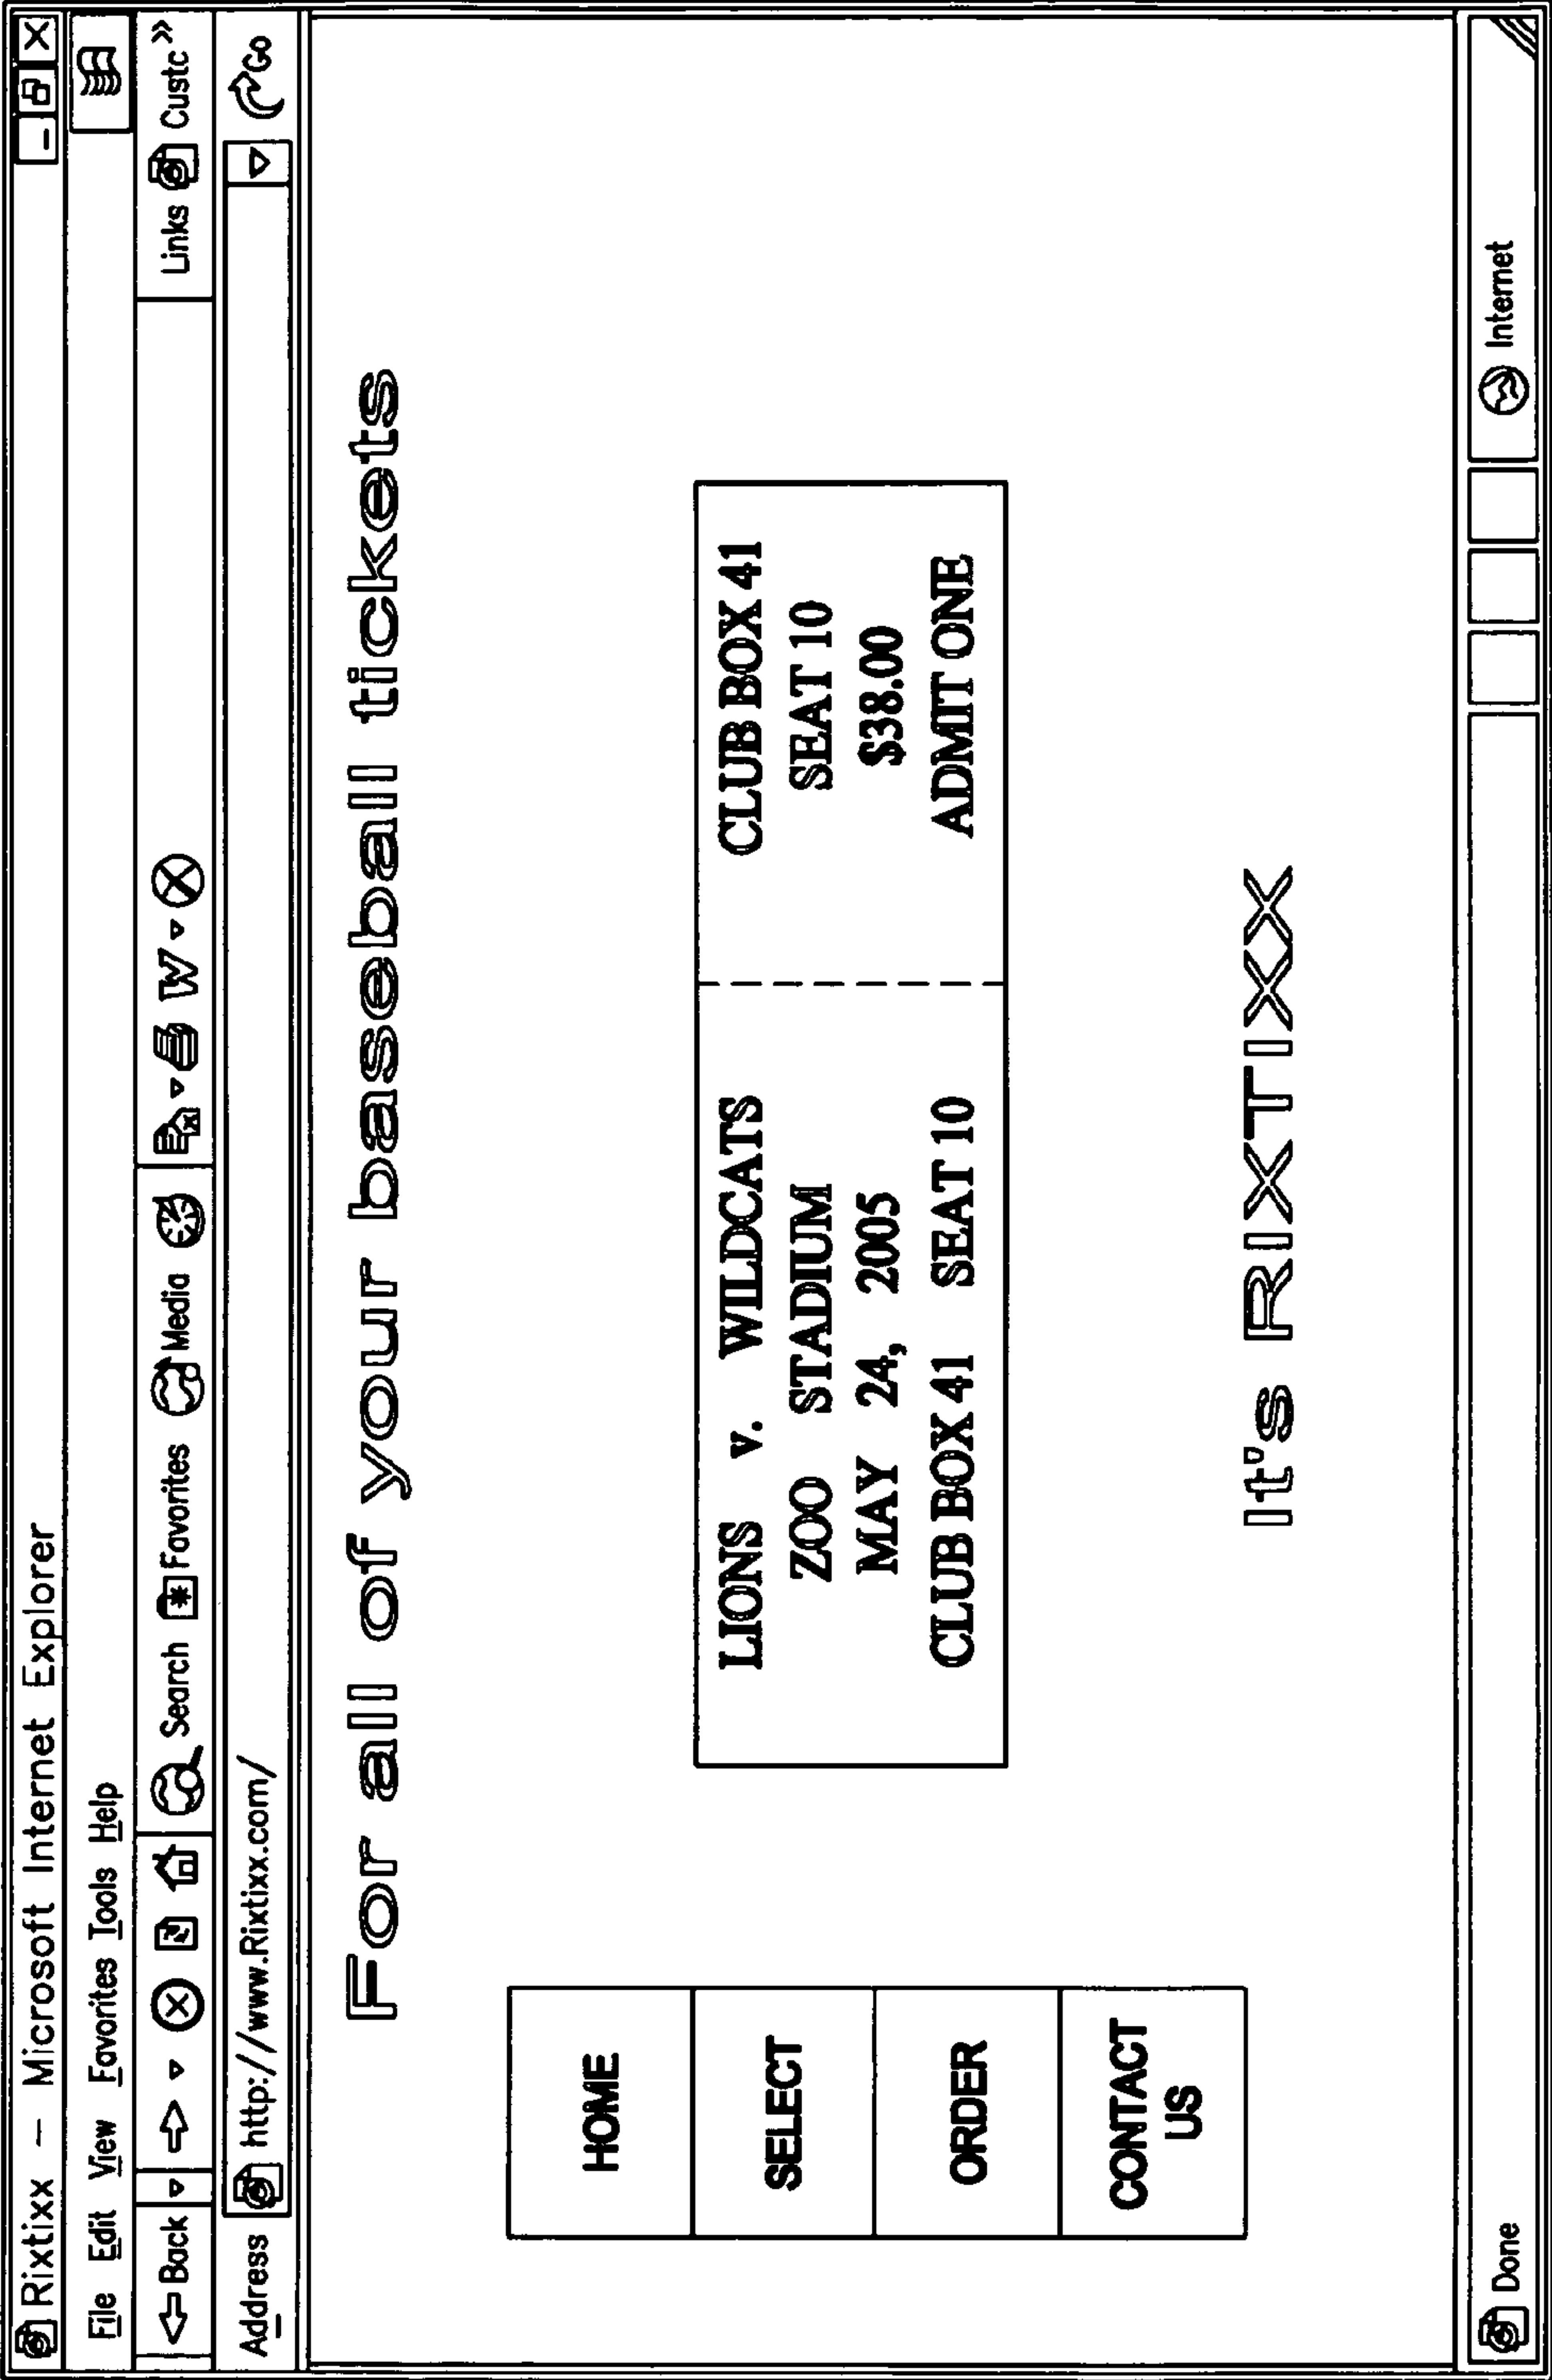 Rixtixx — Microsoft Internet Explorer
File Edit View Favorites Tools Help
Back Search Favorites Media W Links Custc »
Address http://www.Rixtixx.com/ Go
For all of your baseball tickets
HOME
SELECT
ORDER
CONTACT
US
LIONS v. WILDCATS
ZOO STADIUM
MAY 24, 2005
CLUB BOX 41 SEAT 10
CLUB BOX 41
SEAT 10
$38.00
ADMIT ONE
It's RIXTIXX
Done Internet